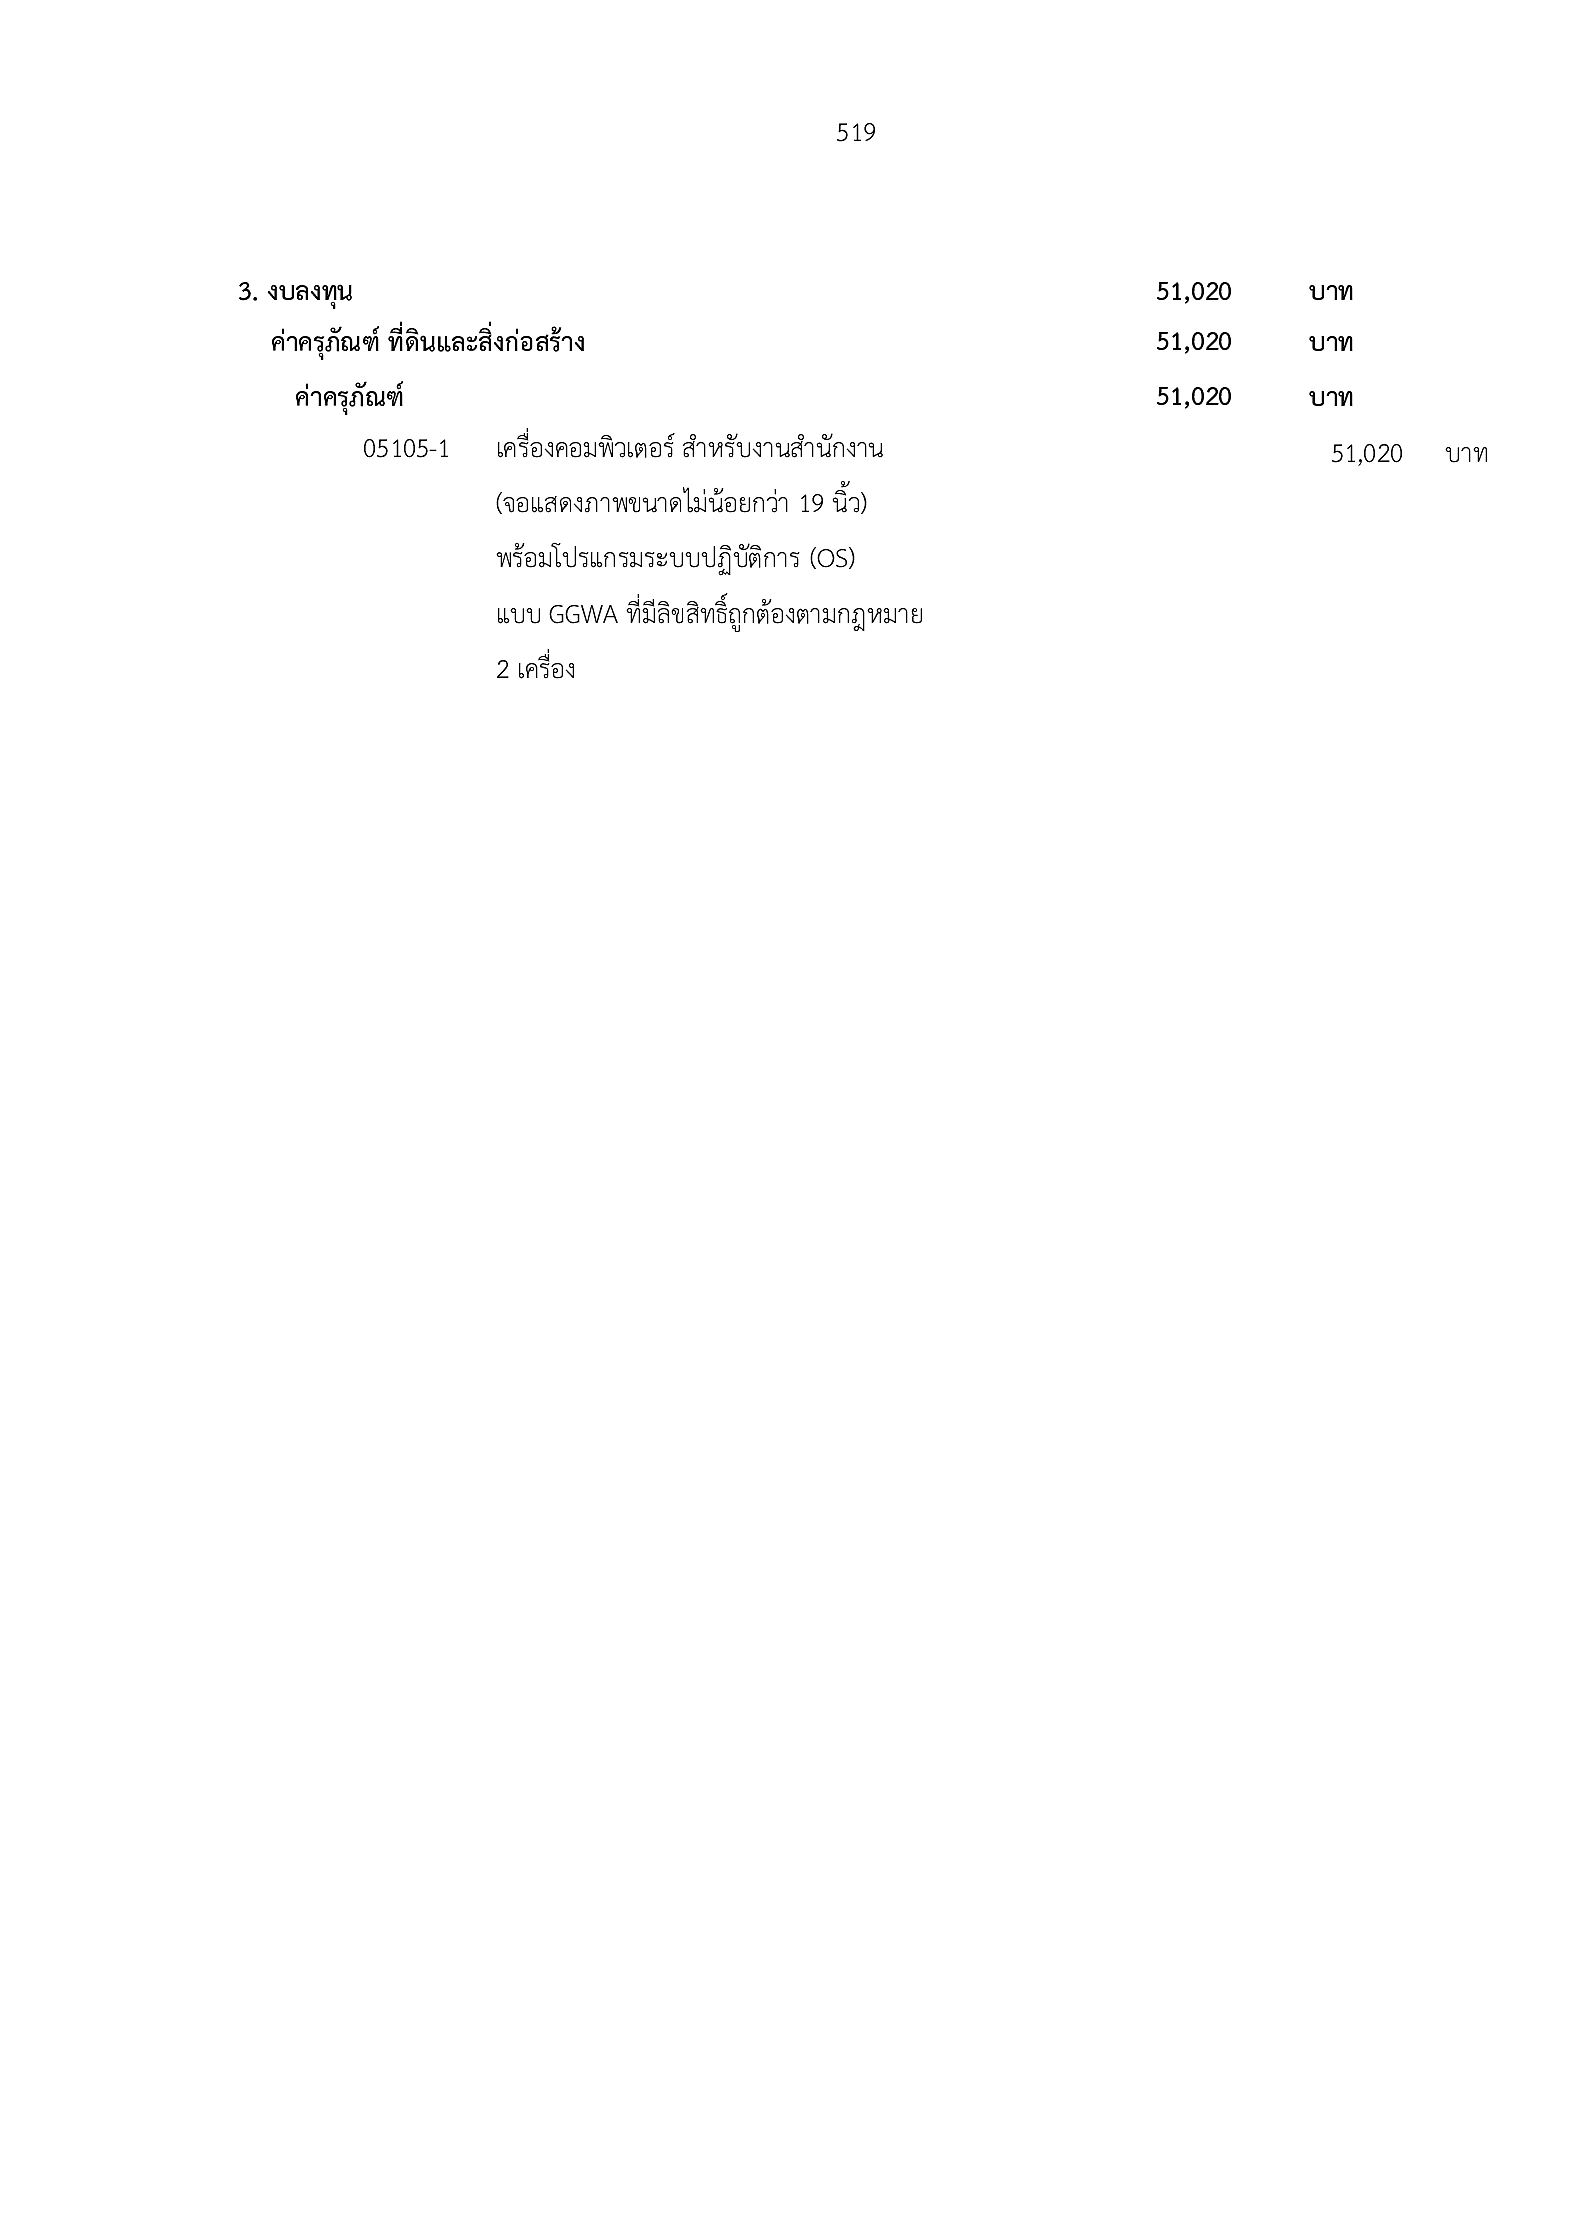 519
3. งบลงทุน 51,020 บาท
ค่าครุภัณฑ์ ที่ดินและสิ่งก่อสร้าง 51,020 บาท
ค่าครุภัณฑ์ 51,020 บาท
05105-1 เครื่องคอมพิวเตอร์ สำหรับงานสำนักงาน 51,020 บาท
(จอแสดงภาพขนาดไม่น้อยกว่า 19 นิ้ว)
พร้อมโปรแกรมระบบปฏิบัติการ (OS)
แบบ GGWA ที่มีลิขสิทธิ์ถูกต้องตามกฎหมาย
2 เครื่อง